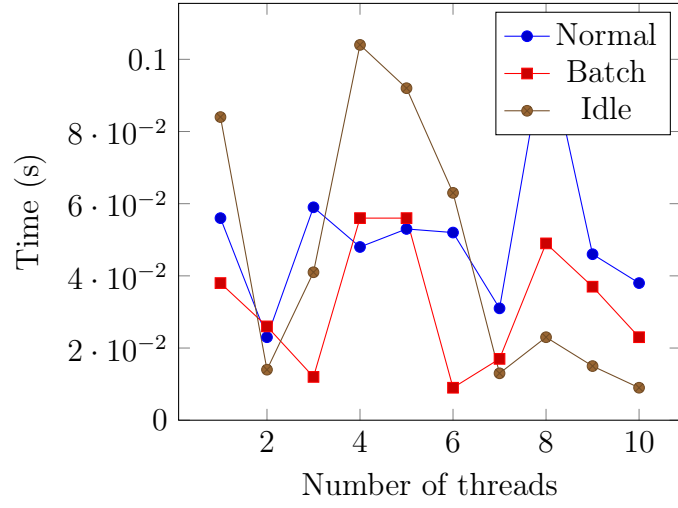 0.1
8 · 10⁻²
6 · 10⁻²
4 · 10⁻²
2 · 10⁻²
0
2 4 6 8 10
Time (s)
Number of threads
Normal
Batch
Idle